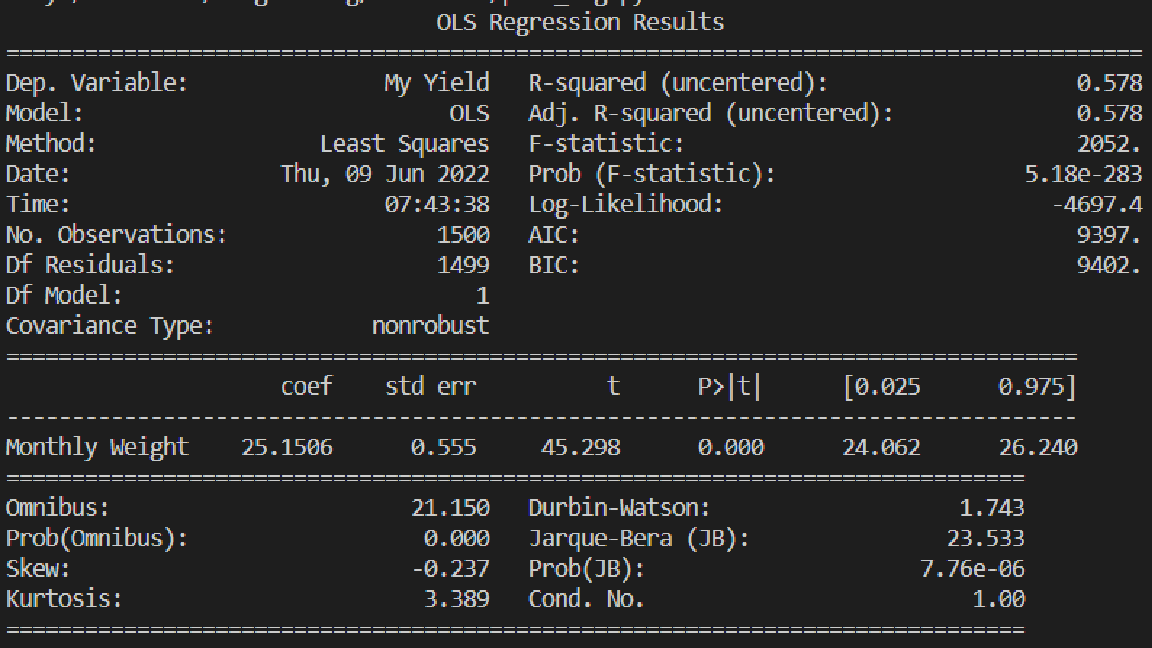 OLS Regression Results
==============================================================================
Dep. Variable: My Yield R-squared (uncentered): 0.578
Model: OLS Adj. R-squared (uncentered): 0.578
Method: Least Squares F-statistic: 2052.
Date: Thu, 09 Jun 2022 Prob (F-statistic): 5.18e-283
Time: 07:43:38 Log-Likelihood: -4697.4
No. Observations: 1500 AIC: 9397.
Df Residuals: 1499 BIC: 9402.
Df Model: 1
Covariance Type: nonrobust
==============================================================================
coef std err t P>|t| [0.025 0.975]
------------------------------------------------------------------------------
Monthly Weight 25.1506 0.555 45.298 0.000 24.062 26.240
==============================================================================
Omnibus: 21.150 Durbin-Watson: 1.743
Prob(Omnibus): 0.000 Jarque-Bera (JB): 23.533
Skew: -0.237 Prob(JB): 7.76e-06
Kurtosis: 3.389 Cond. No. 1.00
==============================================================================